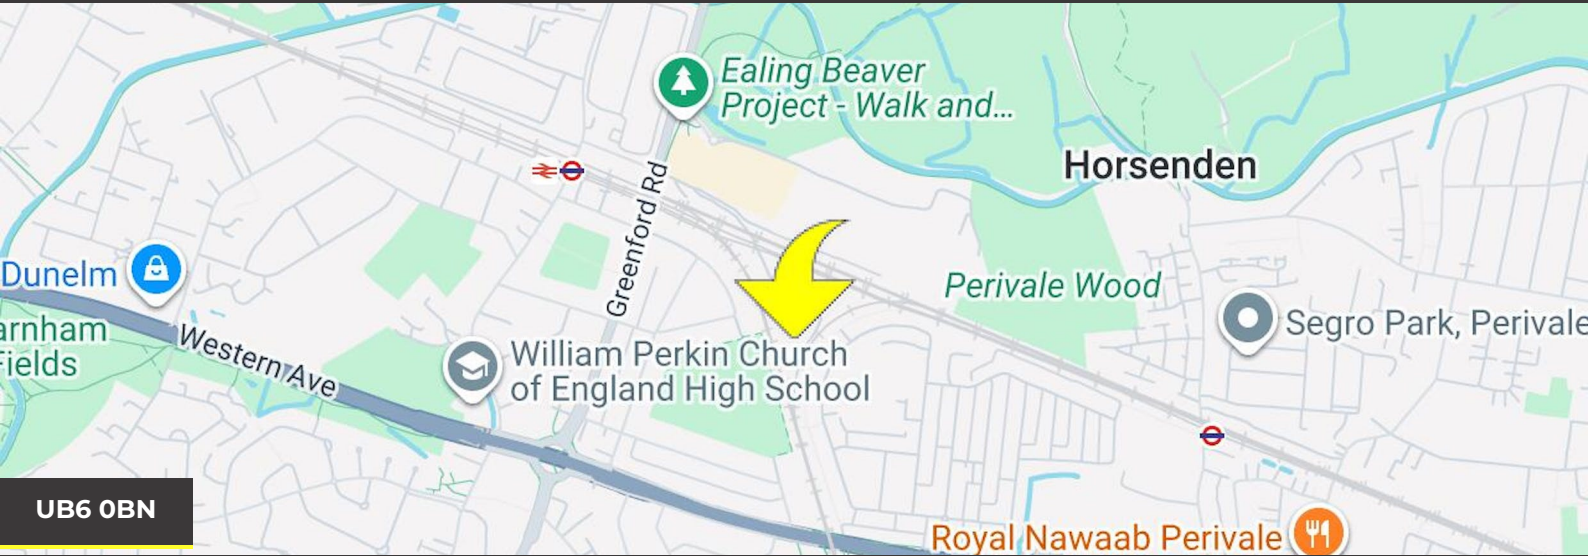 Ealing Beaver
Project - Walk and...
Horsenden
Greenford Rd
Dunelm
Perivale Wood
Segro Park, Perivale
arnham
Fields
Western Ave
William Perkin Church
of England High School
UB6 0BN
Royal Nawaab Perivale